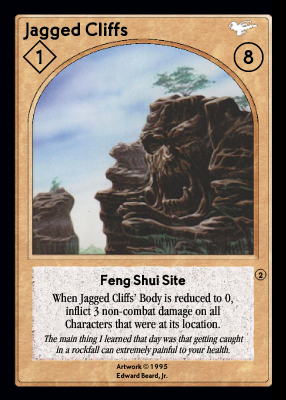 Jagged Cliffs
1
8
2
Feng Shui Site
When Jagged Cliffs' Body is reduced to 0,
inflict 3 non-combat damage on all
Characters that were at its location.
The main thing I learned that day was that getting caught
in a rockfall can extremely painful to your health.
Artwork © 1995
Edward Beard, Jr.